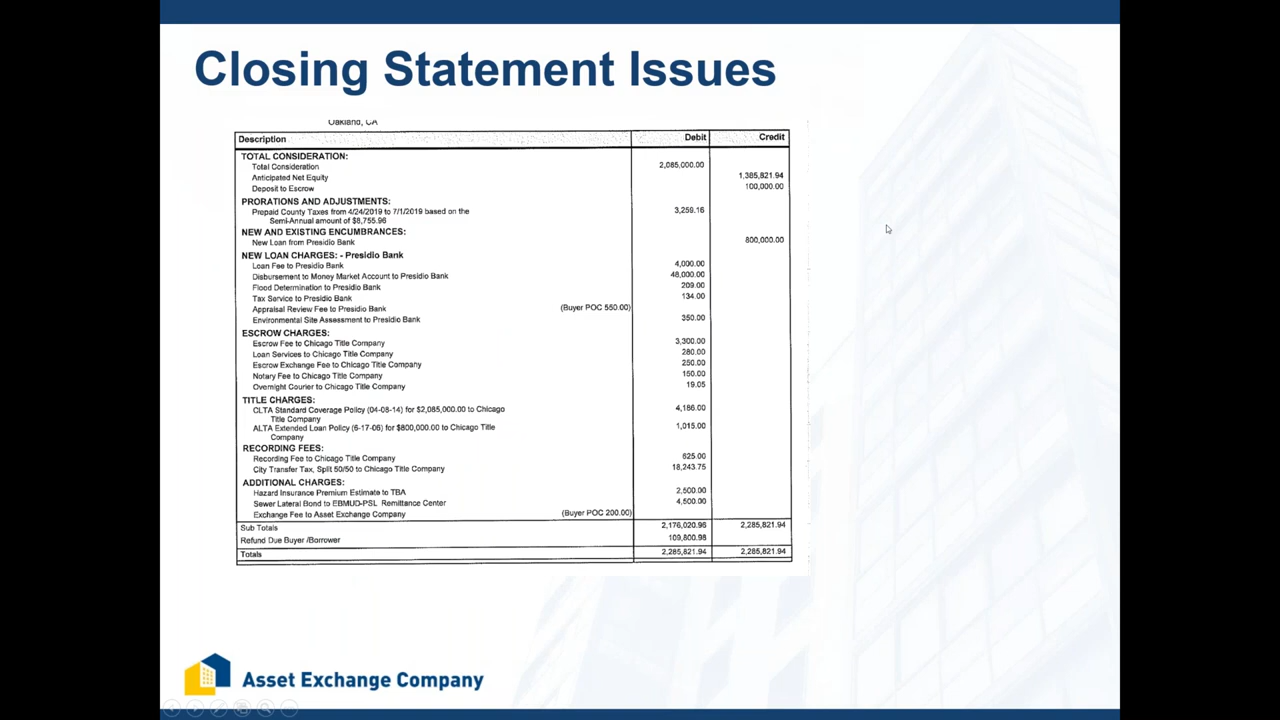 Closing Statement Issues
Oakland, CA
Description Debit Credit
TOTAL CONSIDERATION:
Total Consideration 2,085,000.00
Anticipated Net Equity 1,385,821.94
Deposit to Escrow 100,000.00
PRORATIONS AND ADJUSTMENTS:
Prepaid County Taxes from 4/24/2019 to 7/1/2019 based on the 3,259.16
Semi-Annual amount of $8,755.96
NEW AND EXISTING ENCUMBRANCES:
New Loan from Presidio Bank 800,000.00
NEW LOAN CHARGES: - Presidio Bank
Loan Fee to Presidio Bank 4,000.00
Disbursement to Money Market Account to Presidio Bank 48,000.00
Flood Determination to Presidio Bank 209.00
Tax Service to Presidio Bank 134.00
Appraisal Review Fee to Presidio Bank (Buyer POC 550.00)
Environmental Site Assessment to Presidio Bank 350.00
ESCROW CHARGES:
Escrow Fee to Chicago Title Company 3,300.00
Loan Services to Chicago Title Company 280.00
Escrow Exchange Fee to Chicago Title Company 250.00
Notary Fee to Chicago Title Company 150.00
Overnight Courier to Chicago Title Company 19.05
TITLE CHARGES:
CLTA Standard Coverage Policy (04-08-14) for $2,085,000.00 to Chicago 4,186.00
Title Company
ALTA Extended Loan Policy (6-17-06) for $800,000.00 to Chicago Title 1,015.00
Company
RECORDING FEES:
Recording Fee to Chicago Title Company 625.00
City Transfer Tax, Split 50/50 to Chicago Title Company 18,243.75
ADDITIONAL CHARGES:
Hazard Insurance Premium Estimate to TBA 2,500.00
Sewer Lateral Bond to EBMUD-PSL Remittance Center 4,500.00
Exchange Fee to Asset Exchange Company (Buyer POC 200.00)
Sub Totals 2,176,020.96 2,285,821.94
Refund Due Buyer /Borrower 109,800.98
Totals 2,285,821.94 2,285,821.94
Asset Exchange Company